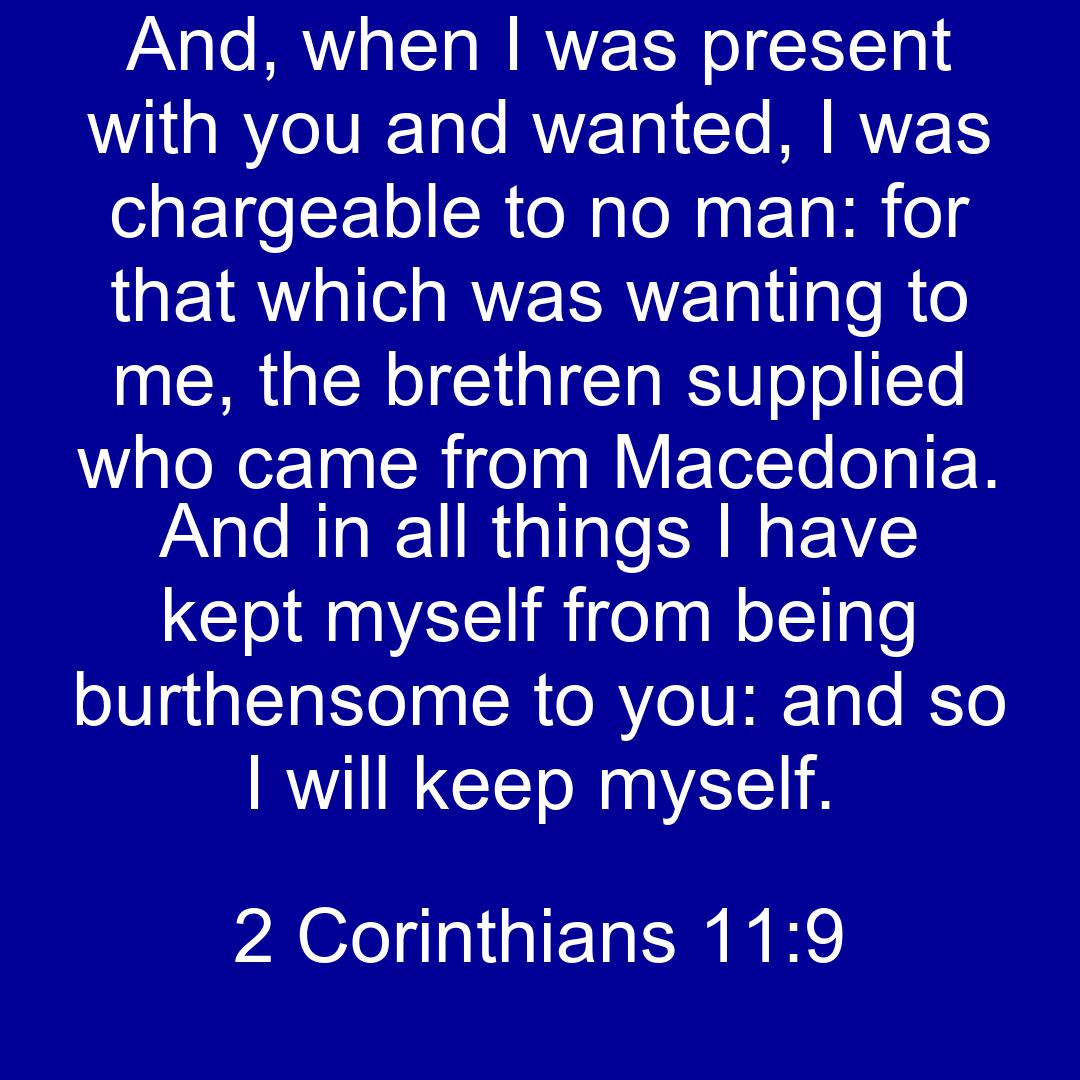 And, when I was present
with you and wanted, I was
chargeable to no man: for
that which was wanting to
me, the brethren supplied
who came from Macedonia.
And in all things I have
kept myself from being
burthensome to you: and so
I will keep myself.
2 Corinthians 11:9